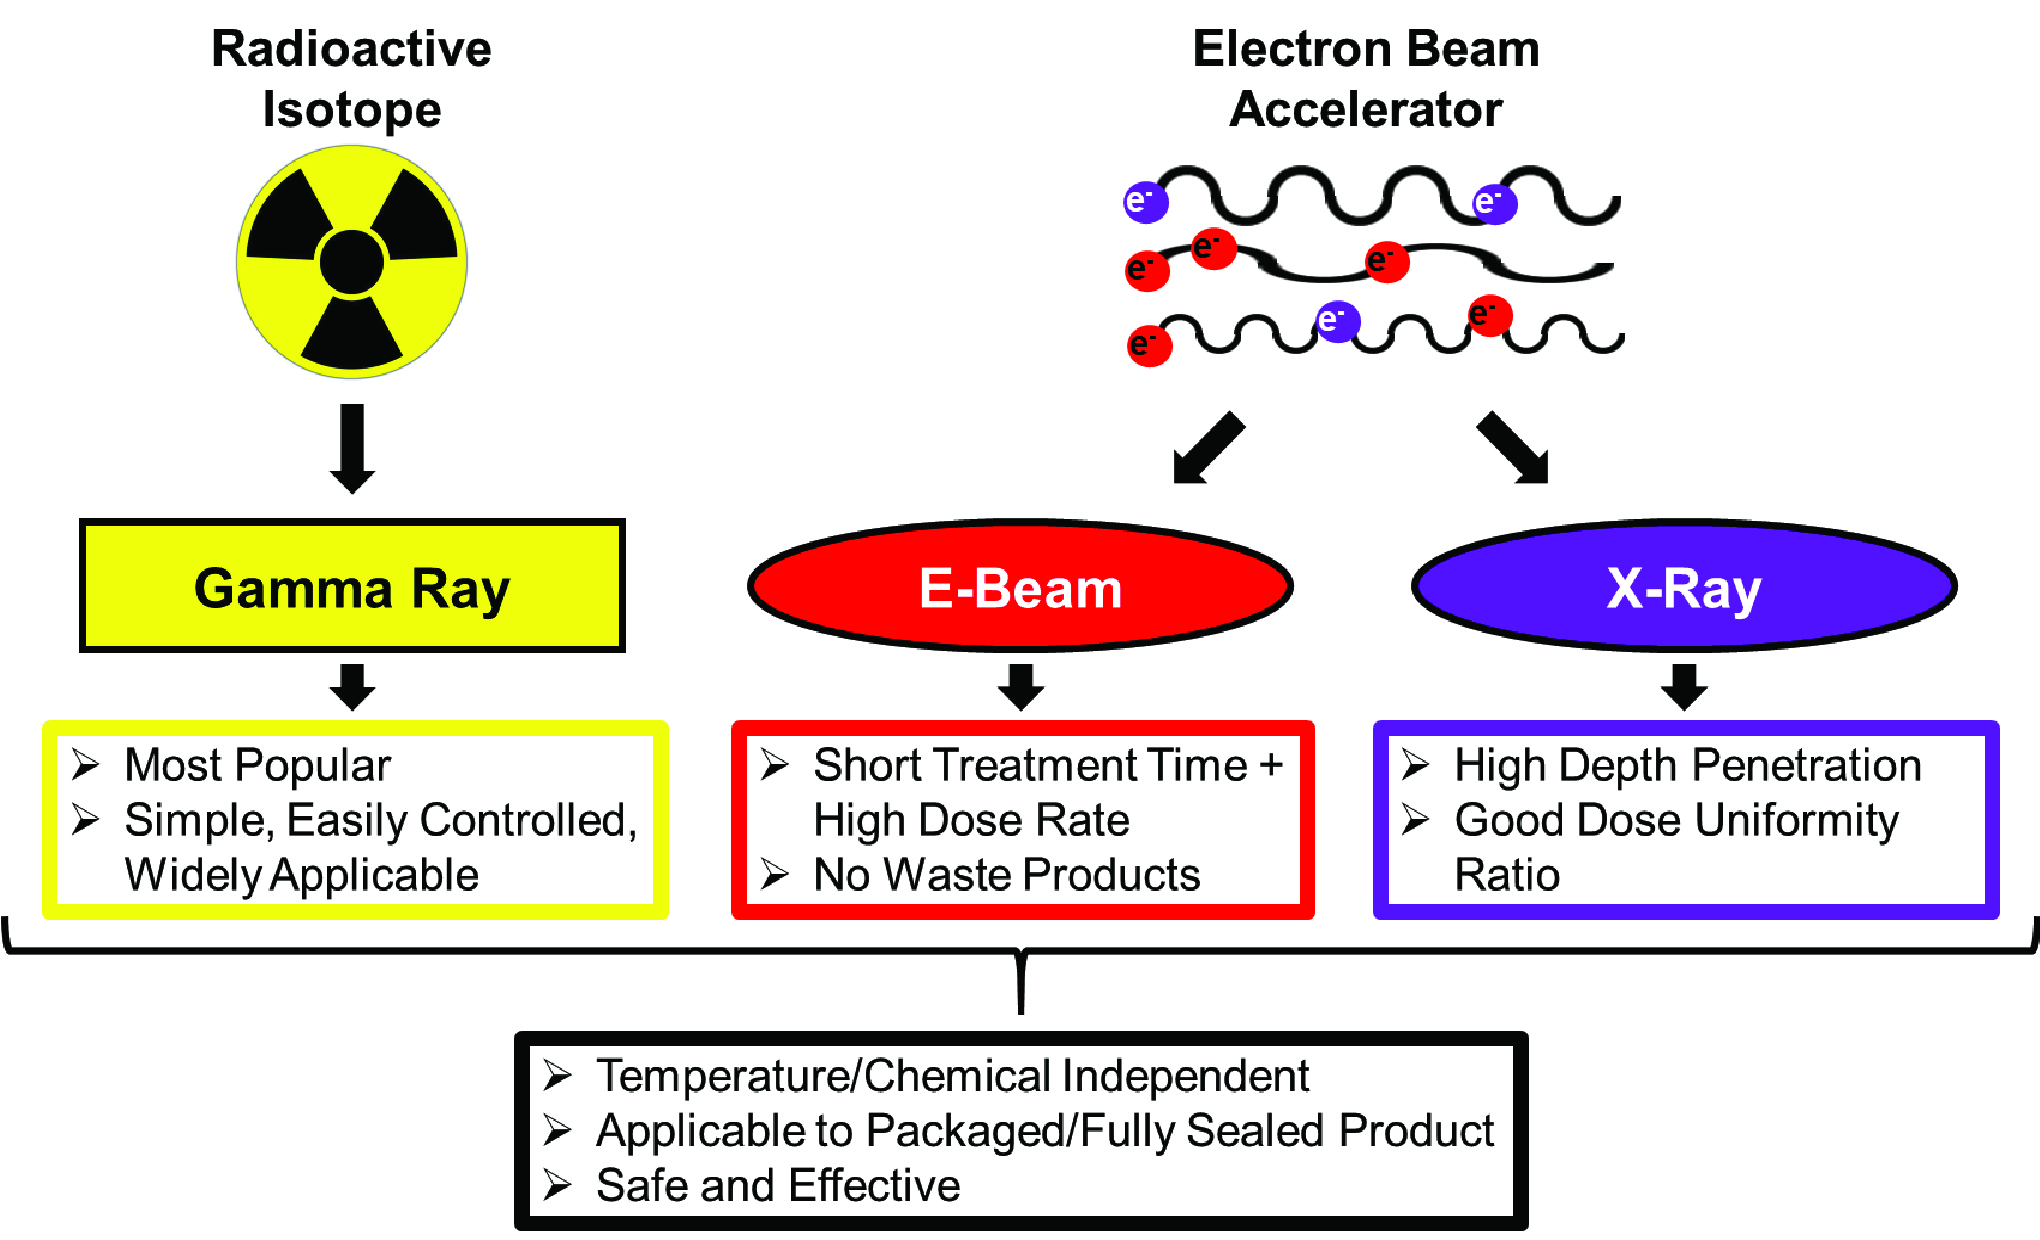 Radioactive
Isotope
Electron Beam
Accelerator
e-
e-
e-
e-
e-
e-
e-
e-
Gamma Ray
E-Beam
X-Ray
➢ Most Popular
➢ Simple, Easily Controlled,
Widely Applicable
➢ Short Treatment Time +
High Dose Rate
➢ No Waste Products
➢ High Depth Penetration
➢ Good Dose Uniformity
Ratio
➢ Temperature/Chemical Independent
➢ Applicable to Packaged/Fully Sealed Product
➢ Safe and Effective